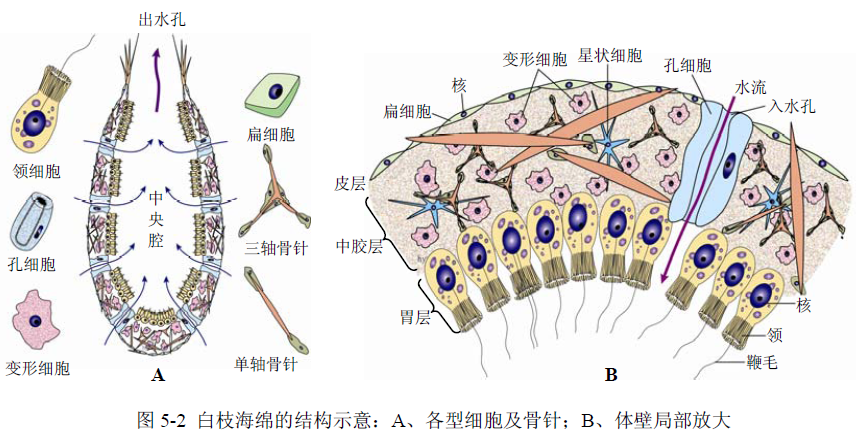 出水孔
领细胞
孔细胞
变形细胞
中央腔
扁细胞
三轴骨针
单轴骨针
A
变形细胞
星状细胞
孔细胞
水流
入水孔
核
扁细胞
皮层
中胶层
胃层
核
领
鞭毛
B
图 5-2 白枝海绵的结构示意：A、各型细胞及骨针；B、体壁局部放大